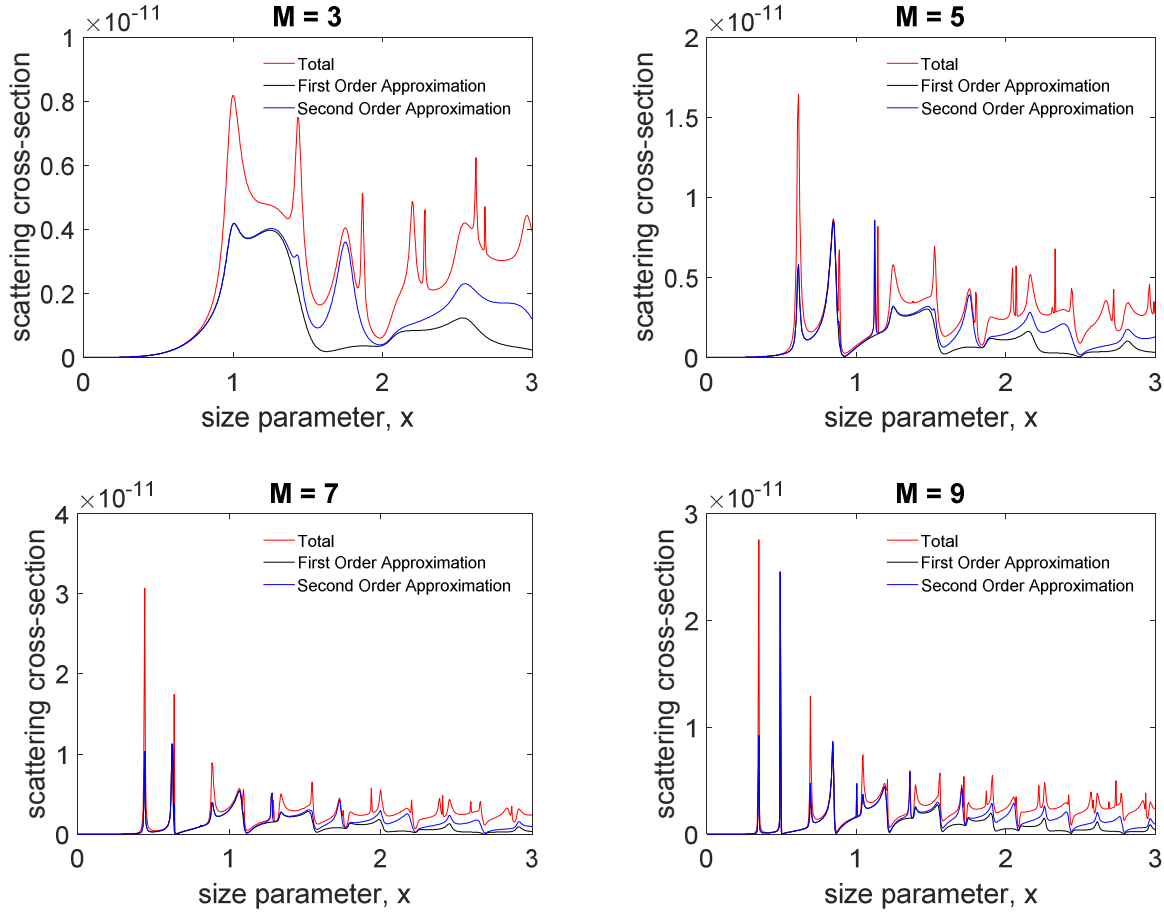 M = 3
×10⁻¹¹
scattering cross-section
1
0.8
0.6
0.4
0.2
0
Total
First Order Approximation
Second Order Approximation
0 1 2 3
size parameter, x
M = 5
×10⁻¹¹
scattering cross-section
2
1.5
1
0.5
0
Total
First Order Approximation
Second Order Approximation
0 1 2 3
size parameter, x
M = 7
×10⁻¹¹
scattering cross-section
4
3
2
1
0
Total
First Order Approximation
Second Order Approximation
0 1 2 3
size parameter, x
M = 9
×10⁻¹¹
scattering cross-section
3
2
1
0
Total
First Order Approximation
Second Order Approximation
0 1 2 3
size parameter, x